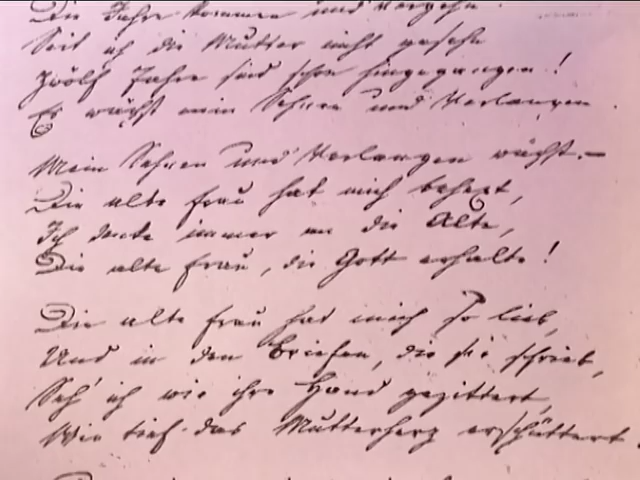 Die Jahre kommen und vergehn.
Seit ich die Mutter nicht gesehn
Zwölf Jahre sind schon hingegangen!
Es wächst mein Sehnen und Verlangen.
Mein Sehnen und Verlangen wächst. –
Die alte Frau hat mich behext,
Ich denke immer an die Alte,
Die alte Frau, die Gott erhalte!
Die alte Frau hat mich so lieb,
Und in den Briefen, die sie schrieb,
Seh' ich wie ihre Hand gezittert,
Wie tief das Mutterherz erschüttert.